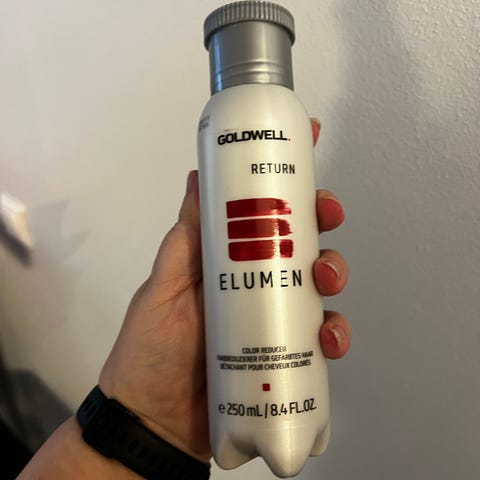 GOLDWELL.
RETURN
ELUMEN
COLOR REDUCER
FARBREDUZIERER FÜR GEFÄRBTES HAAR
DÉTACHANT POUR CHEVEUX COLORÉS
℮ 250 mL / 8.4 FL.OZ.